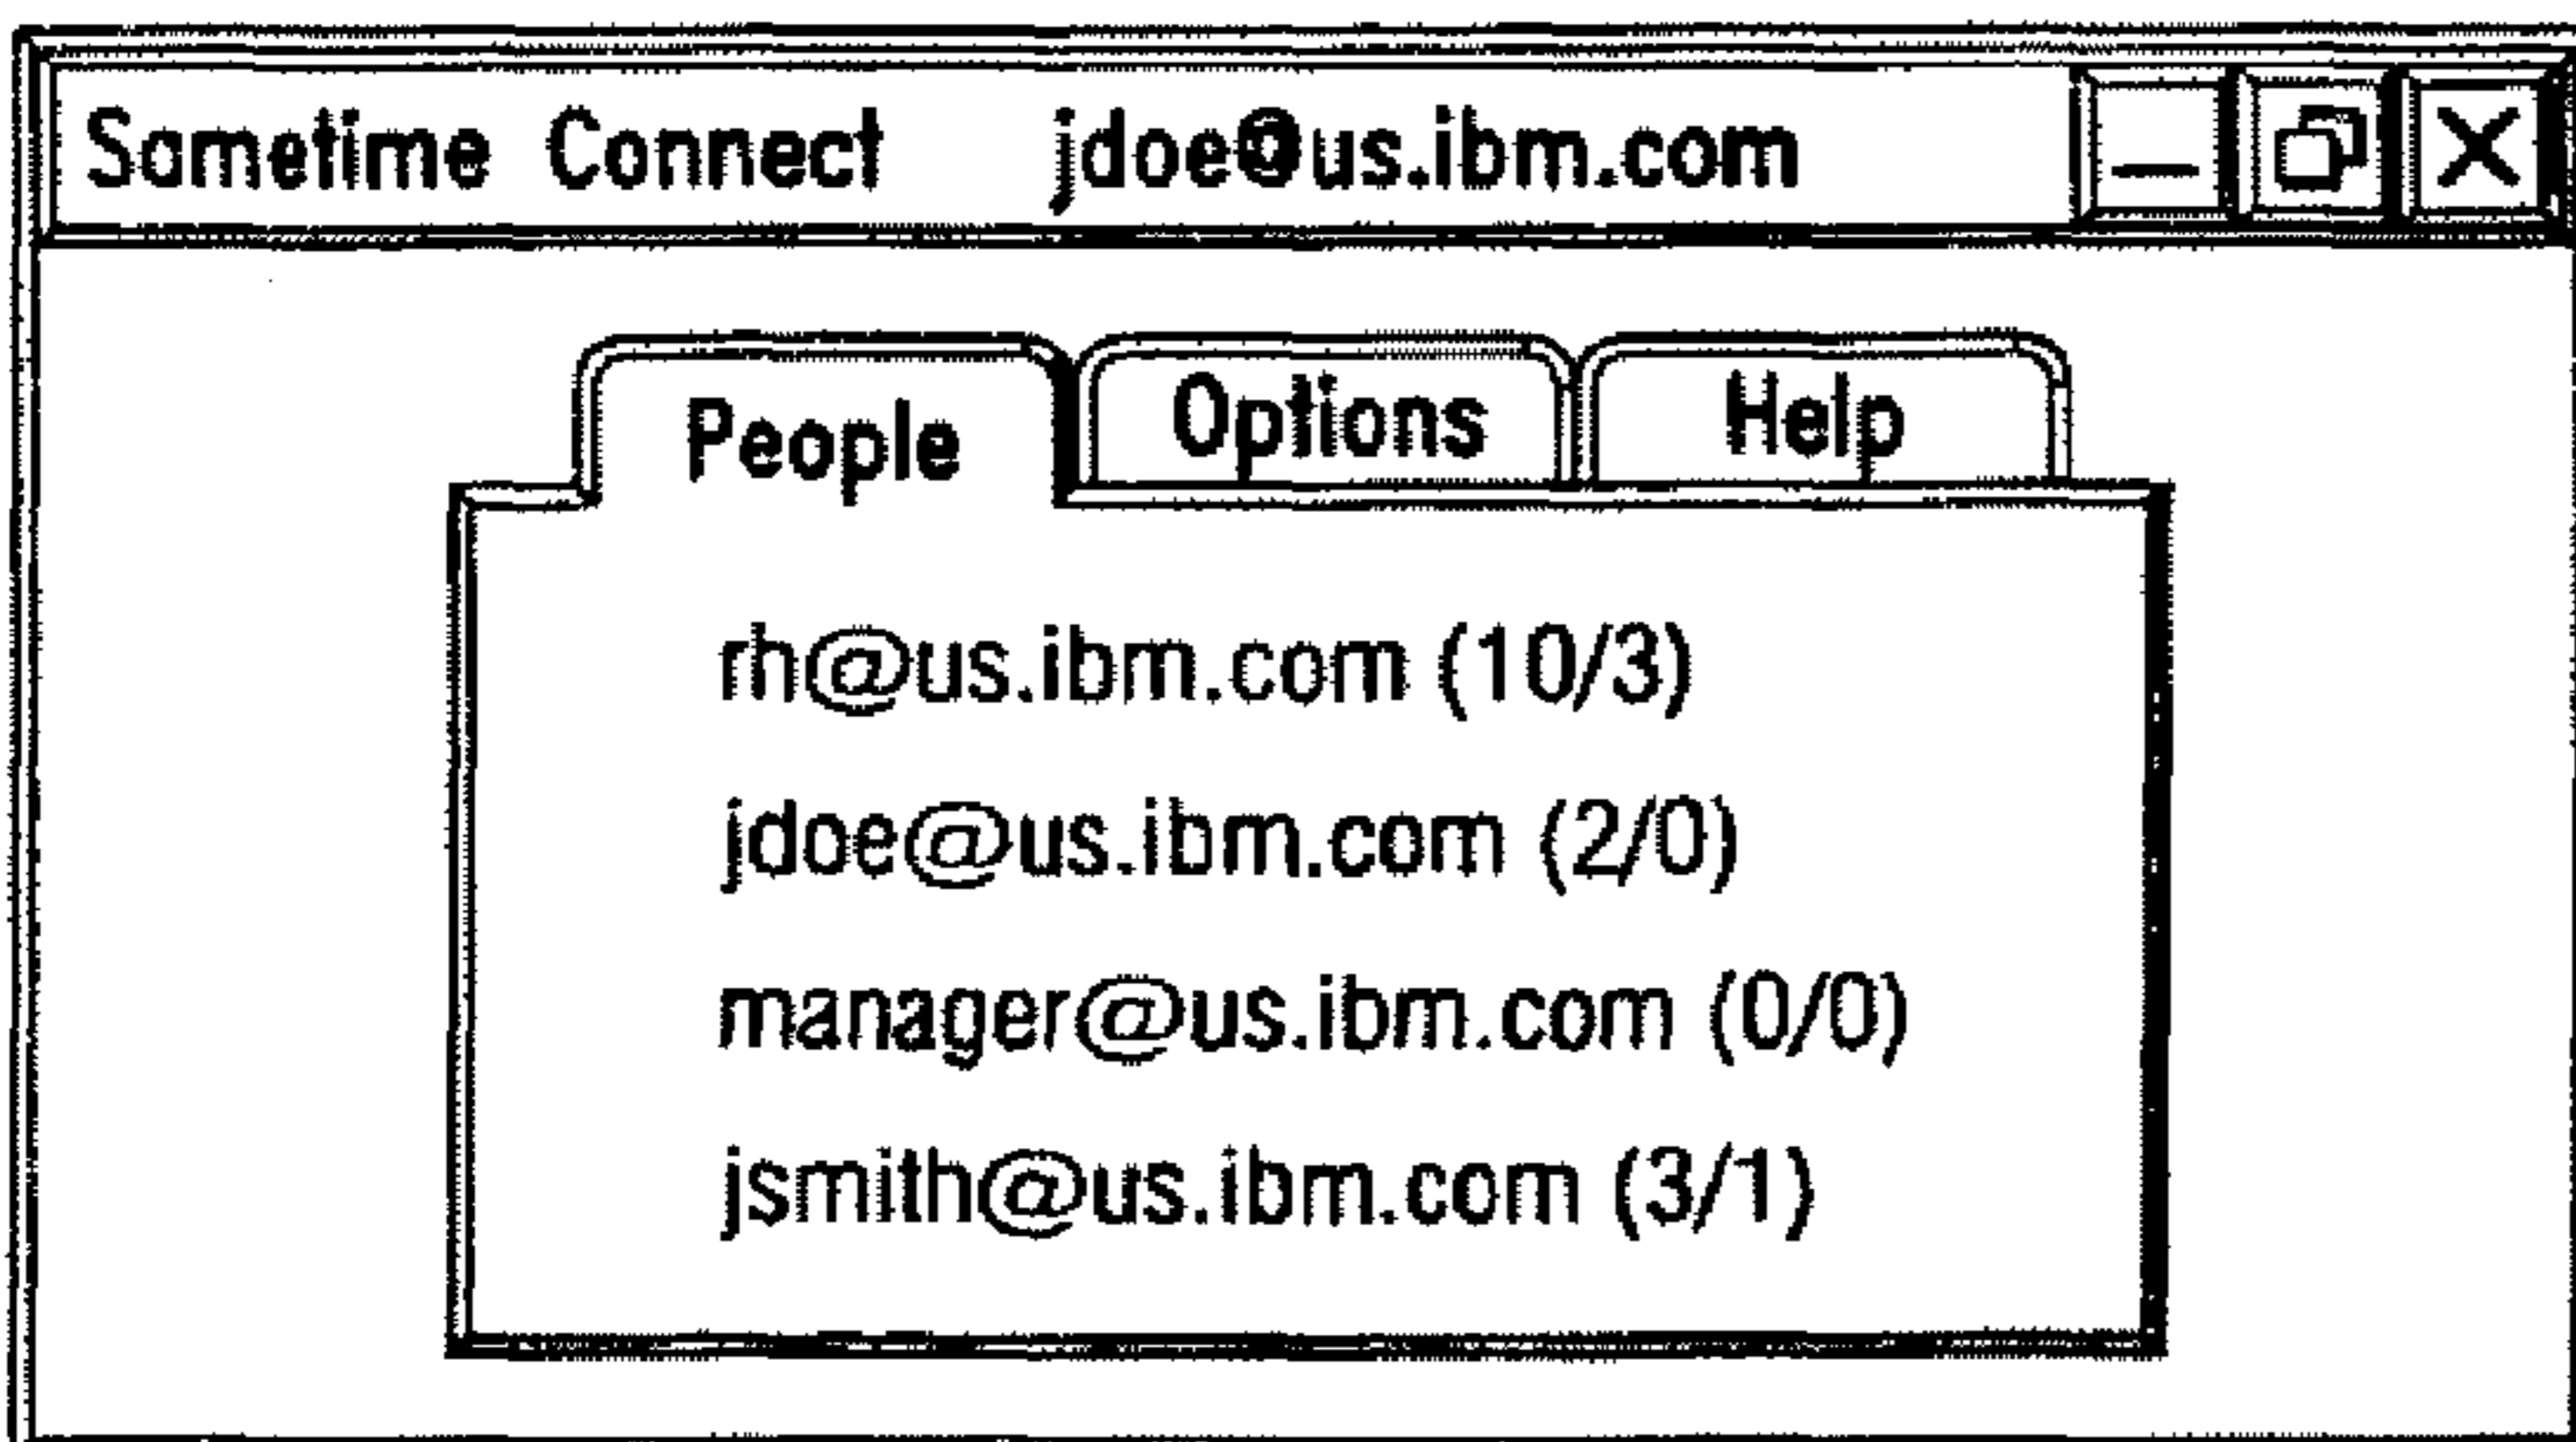 Sametime Connect jdoe@us.ibm.com
People Options Help
rh@us.ibm.com (10/3)
jdoe@us.ibm.com (2/0)
manager@us.ibm.com (0/0)
jsmith@us.ibm.com (3/1)